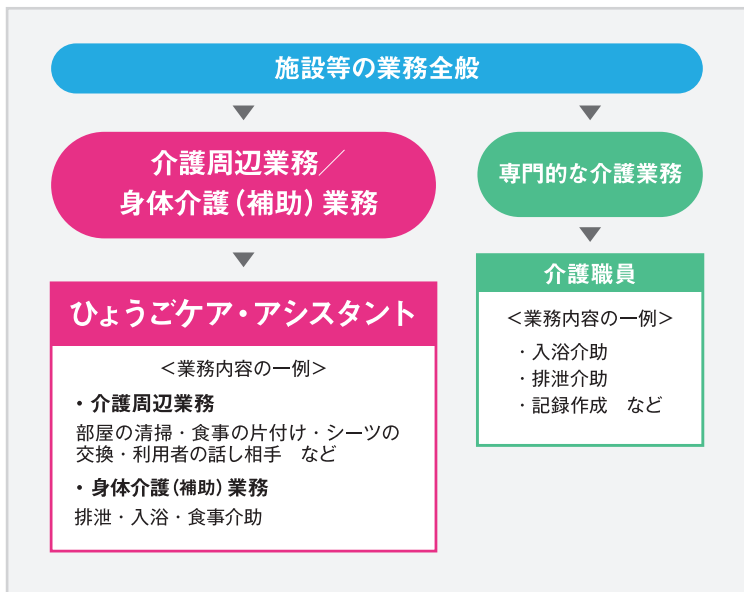 施設等の業務全般
介護周辺業務／
身体介護（補助）業務
ひょうごケア・アシスタント
＜業務内容の一例＞
・介護周辺業務
部屋の清掃・食事の片付け・シーツの
交換・利用者の話し相手　など
・身体介護（補助）業務
排泄・入浴・食事介助
専門的な介護業務
介護職員
＜業務内容の一例＞
・入浴介助
・排泄介助
・記録作成　など